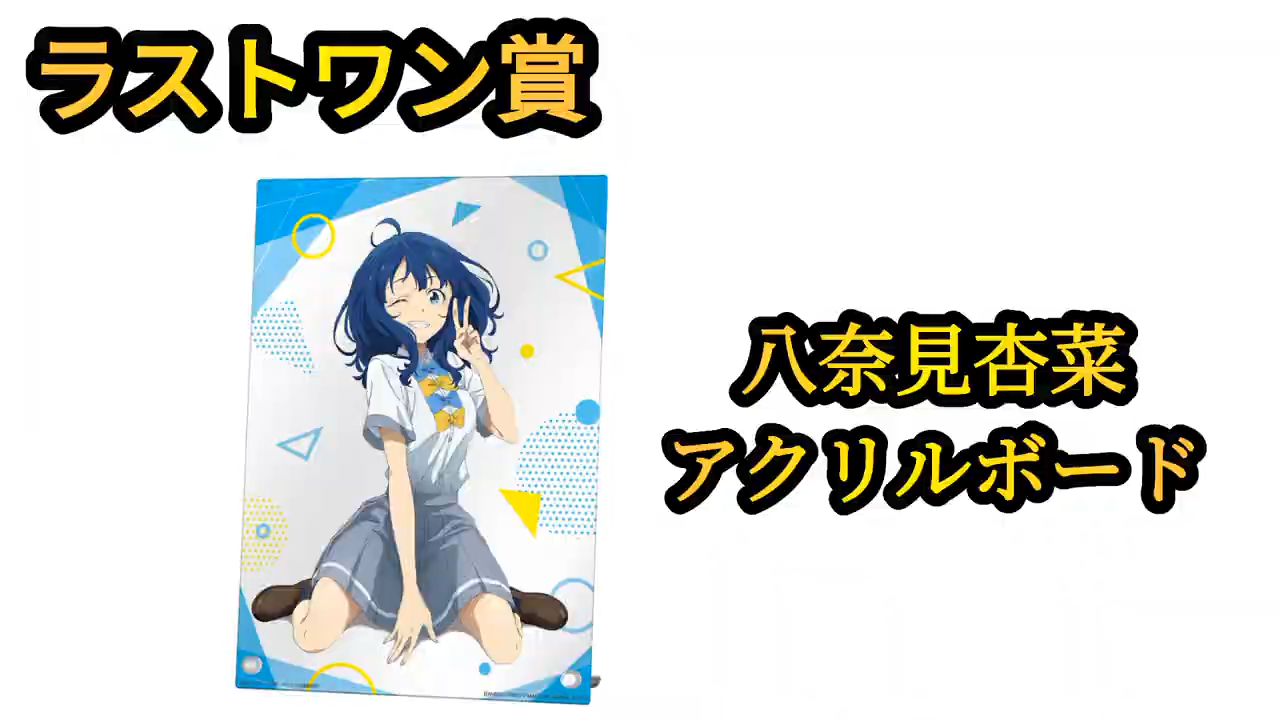 ラストワン賞
八奈見杏菜
アクリルボード